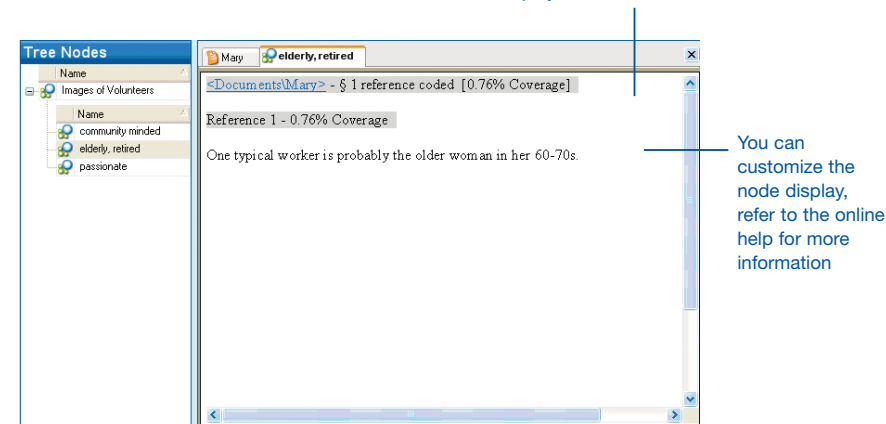 Tree Nodes
Name
Images of Volunteers
Name
community minded
elderly, retired
passionate
Mary
elderly, retired
<Documents\Mary> - § 1 reference coded [0.76% Coverage]
Reference 1 - 0.76% Coverage
One typical worker is probably the older woman in her 60-70s.
You can
customize the
node display,
refer to the online
help for more
information